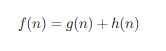 f(n) = g(n) + h(n)